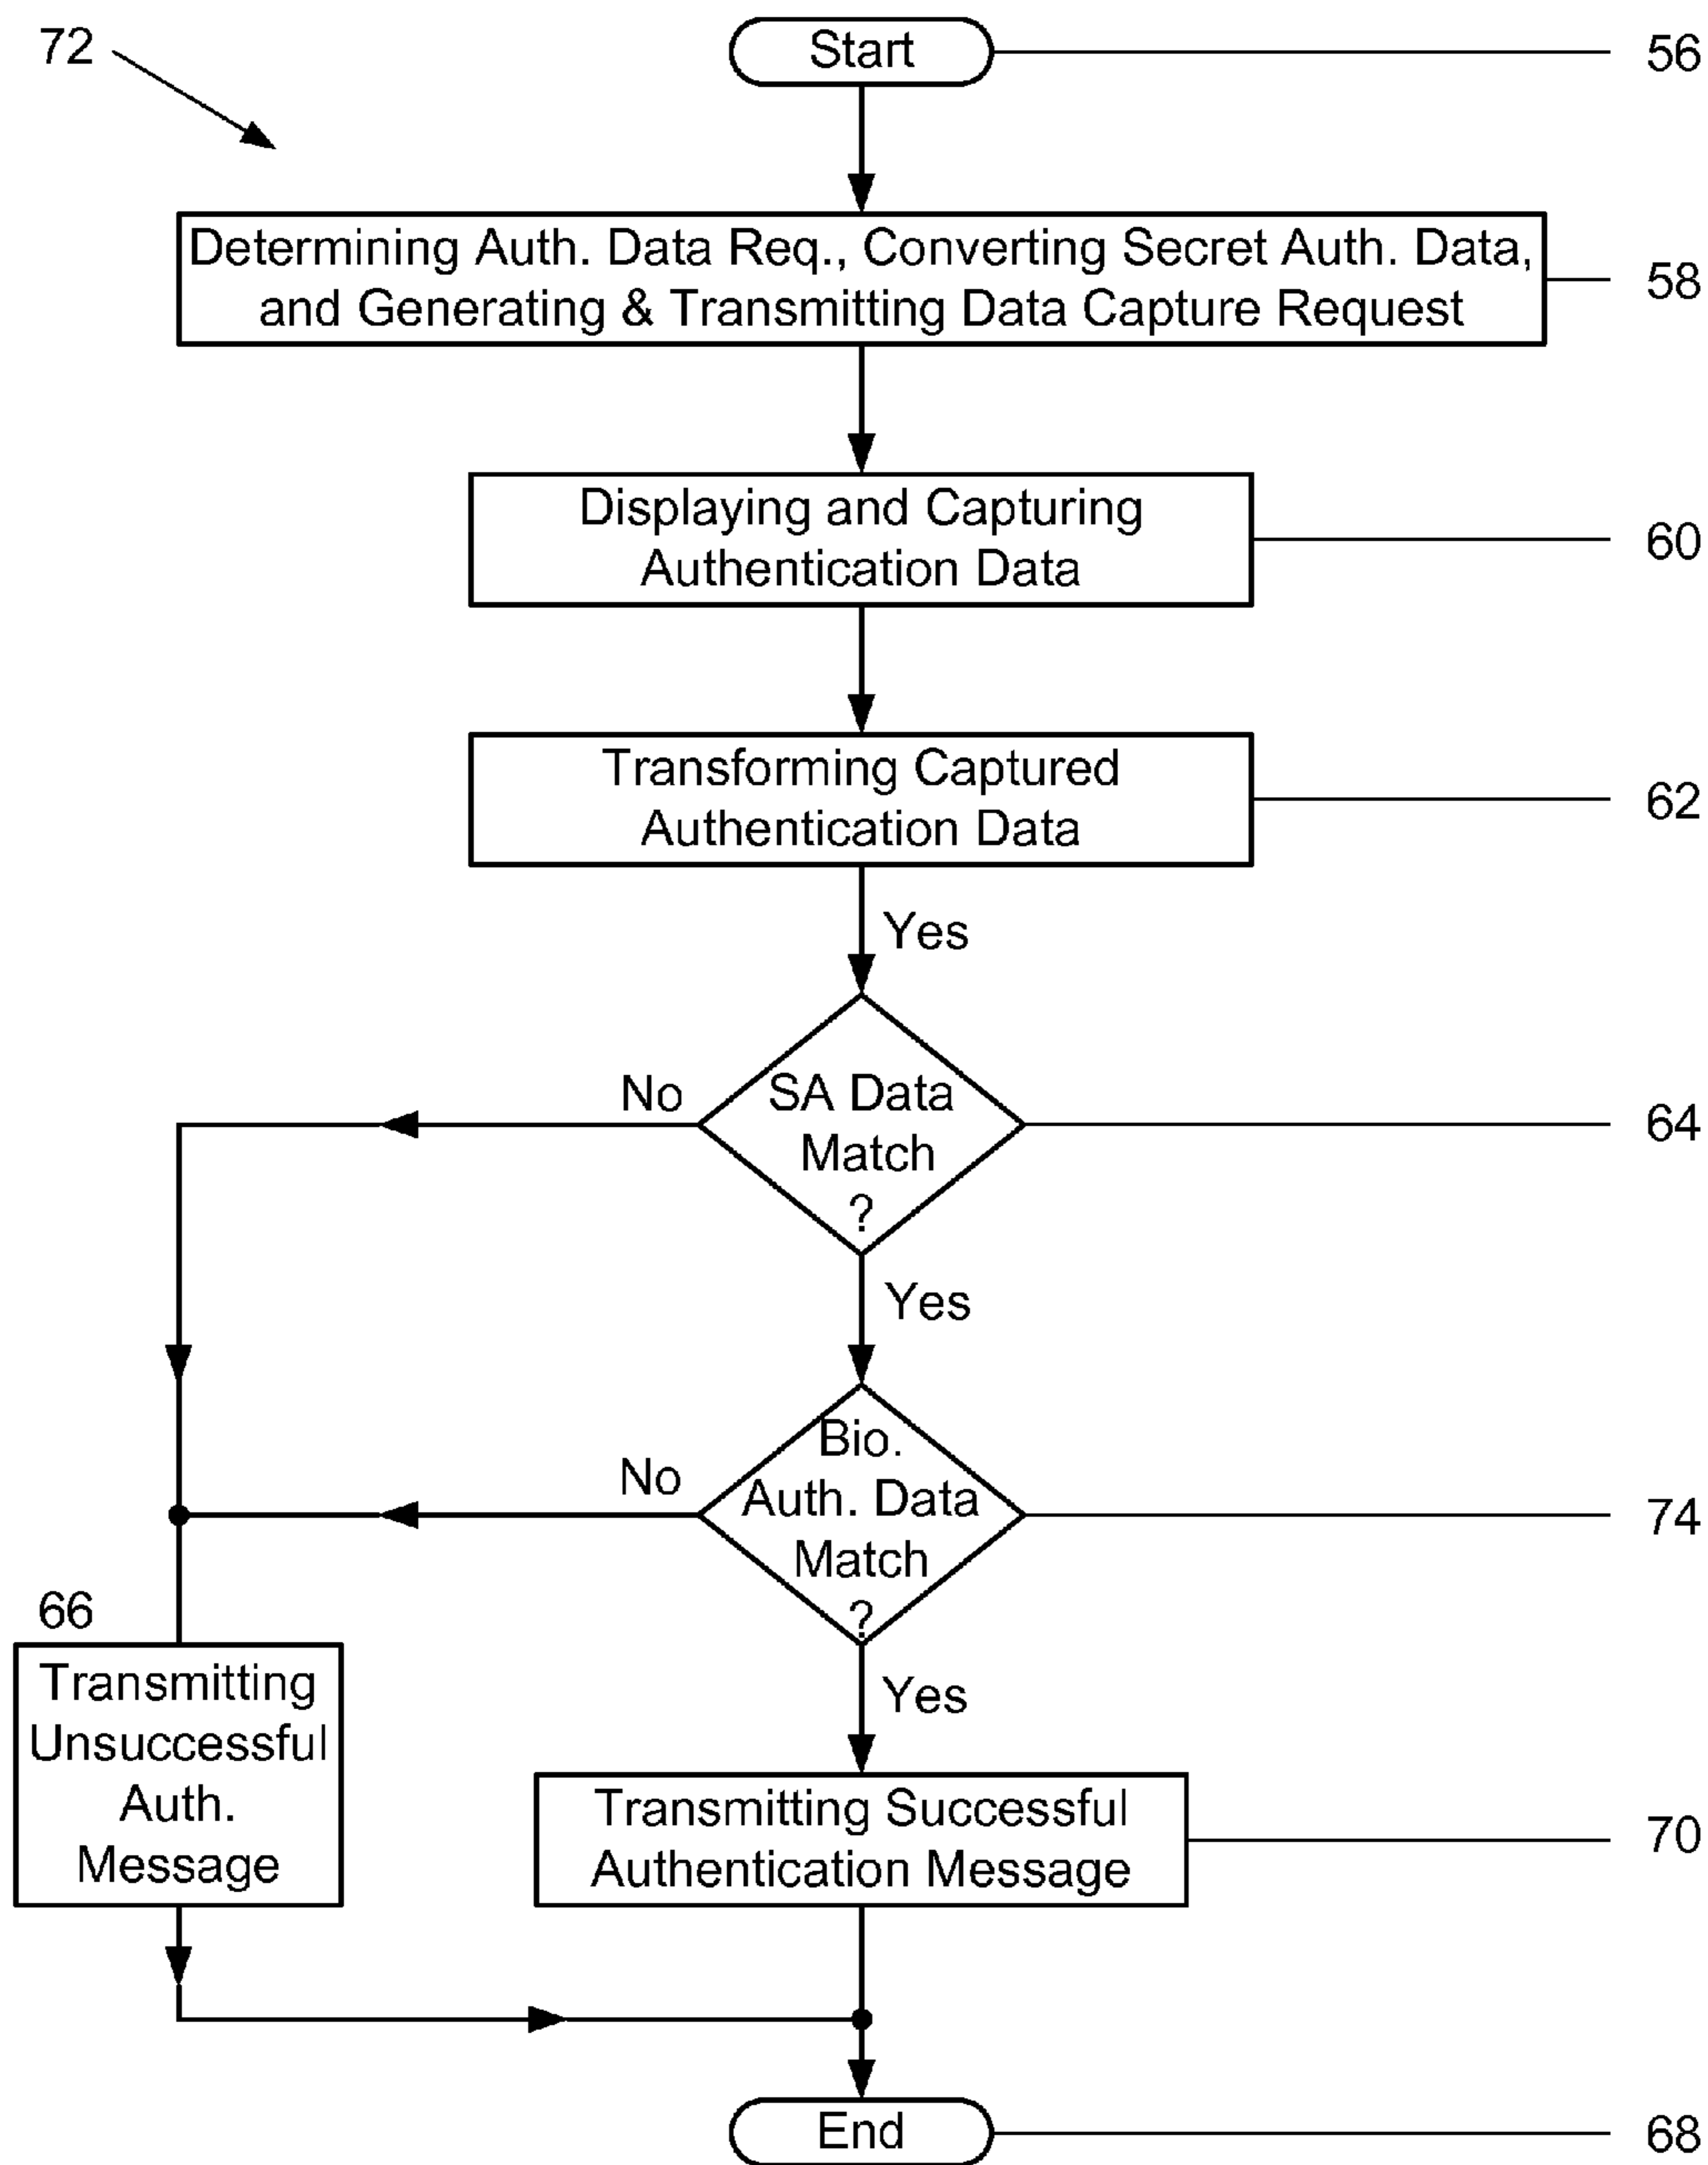 72
Start
56
Determining Auth. Data Req., Converting Secret Auth. Data,
and Generating & Transmitting Data Capture Request
58
Displaying and Capturing
Authentication Data
60
Transforming Captured
Authentication Data
62
Yes
No
SA Data
Match
?
64
Yes
No
Bio.
Auth. Data
Match
?
74
66
Transmitting
Unsuccessful
Auth.
Message
Yes
Transmitting Successful
Authentication Message
70
End
68